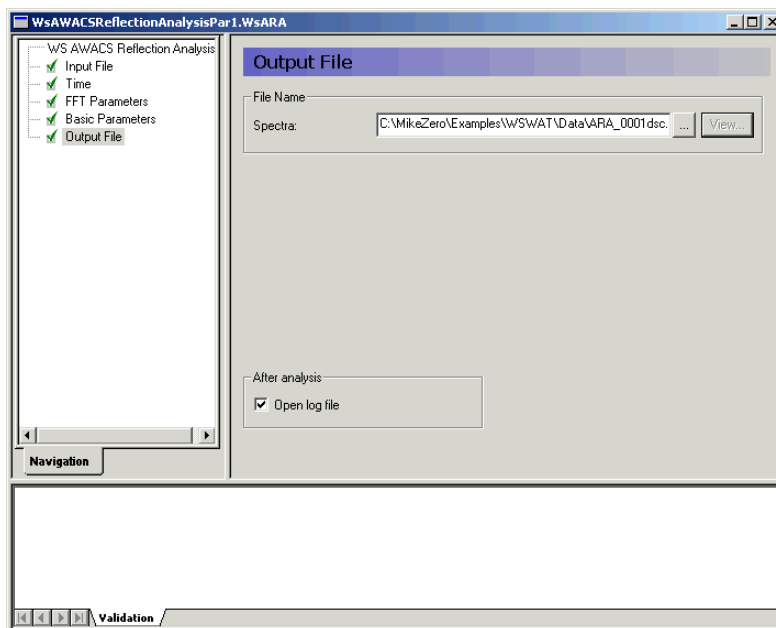 WsAWACSReflectionAnalysisPar1.WsARA
WS AWACS Reflection Analysis
Input File
Time
FFT Parameters
Basic Parameters
Output File
Navigation
Output File
File Name
Spectra:
C:\MikeZero\Examples\WSWAT\Data\ARA_0001dsc.
...
View...
After analysis
Open log file
Validation